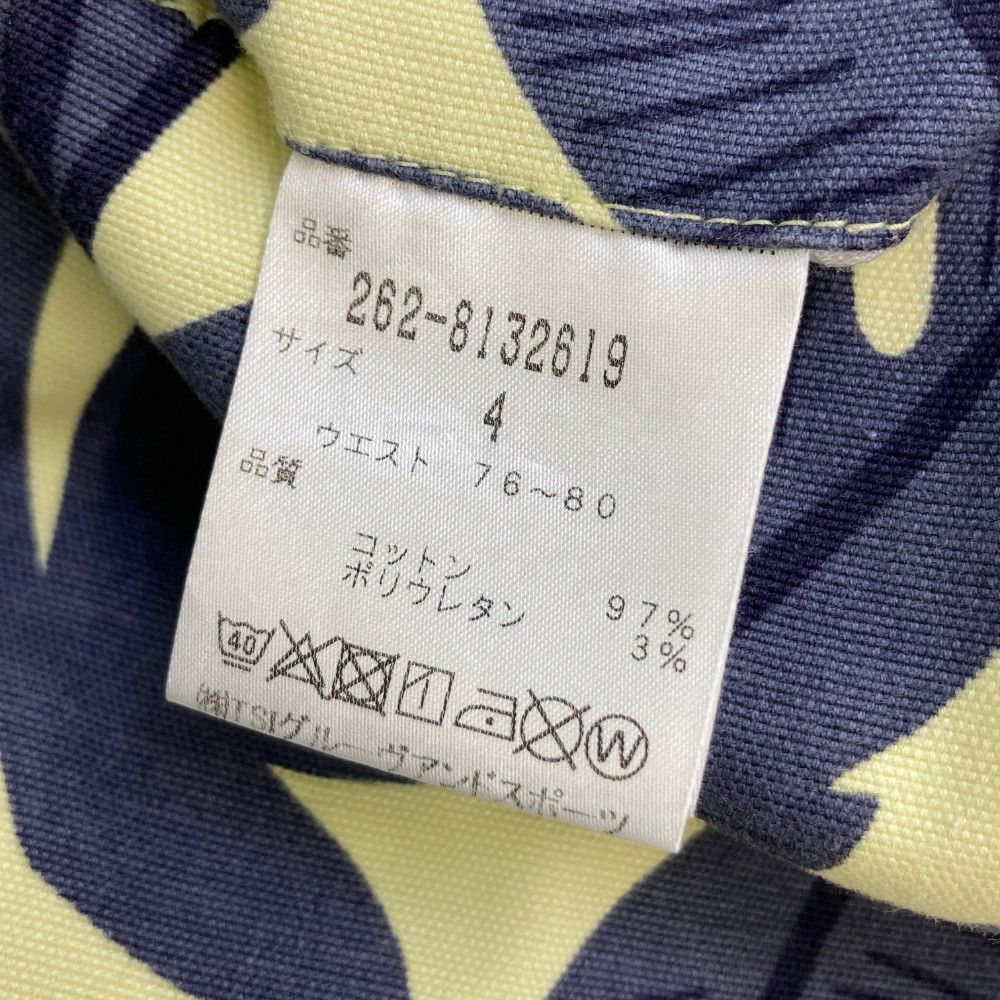 品番
262-8132619
サイズ
4
ウエスト 76~80
品質
コットン 97%
ポリウレタン 3%
40 W
㈱TSIグルーヴアンドスポーツ